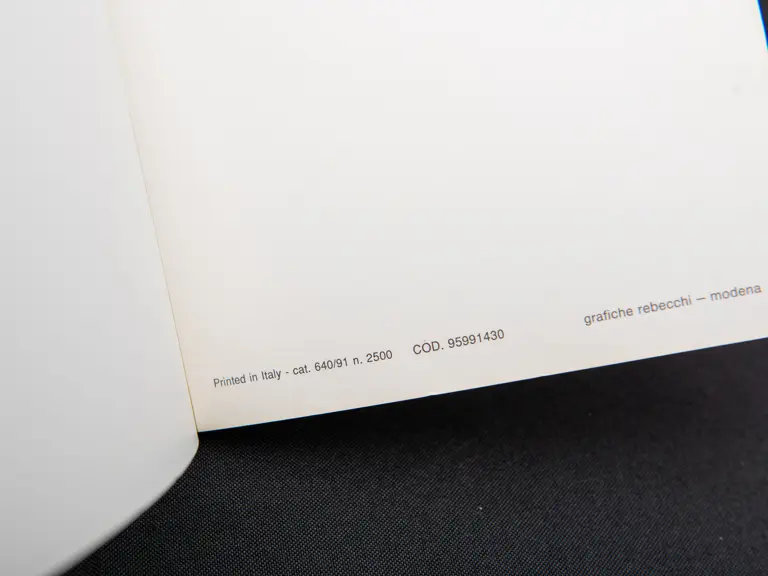 Printed in Italy - cat. 640/91 n. 2500 COD. 95991430 grafiche rebecchi – modena